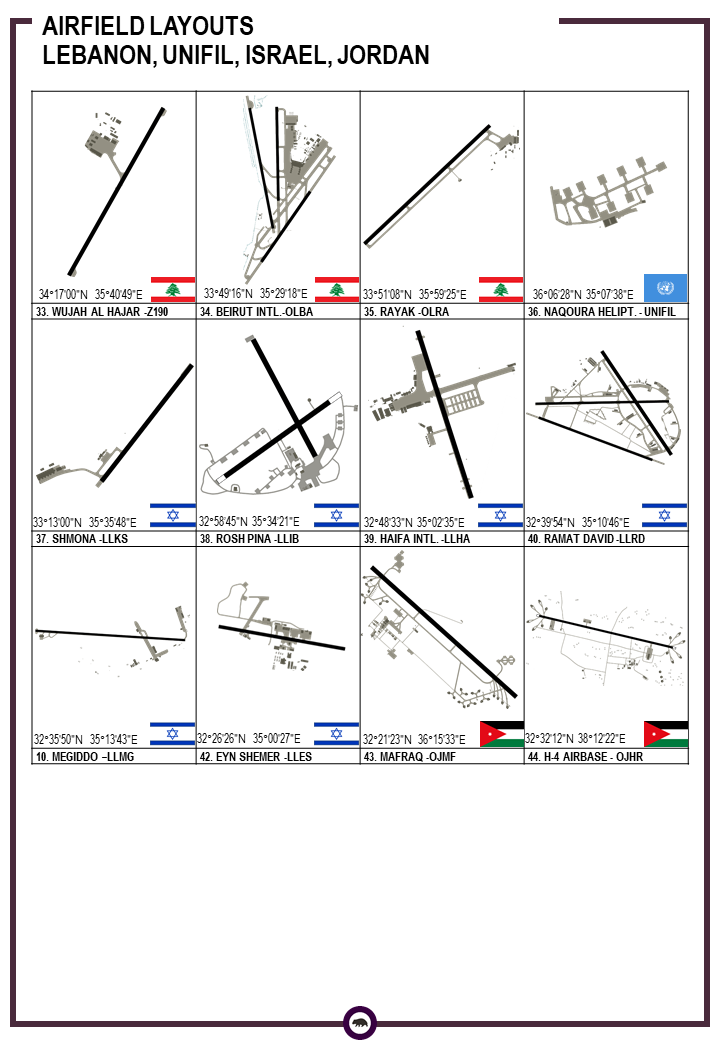 AIRFIELD LAYOUTS
LEBANON, UNIFIL, ISRAEL, JORDAN
34°17'00"N 35°40'49"E
33°49'16"N 35°29'18"E
33°51'08"N 35°59'25"E
36°06'28"N 35°07'38"E
33. WUJAH AL HAJAR -Z190
34. BEIRUT INTL.-OLBA
35. RAYAK -OLRA
36. NAQOURA HELIPT. - UNIFIL
33°13'00"N 35°35'48"E
32°58'45"N 35°34'21"E
32°48'33"N 35°02'35"E
32°39'54"N 35°10'46"E
37. SHMONA -LLKS
38. ROSH PINA -LLIB
39. HAIFA INTL. -LLHA
40. RAMAT DAVID -LLRD
32°35'50"N 35°13'43"E
32°26'26"N 35°00'27"E
32°21'23"N 36°15'33"E
32°32'12"N 38°12'22"E
10. MEGIDDO –LLMG
42. EYN SHEMER -LLES
43. MAFRAQ -OJMF
44. H-4 AIRBASE - OJHR